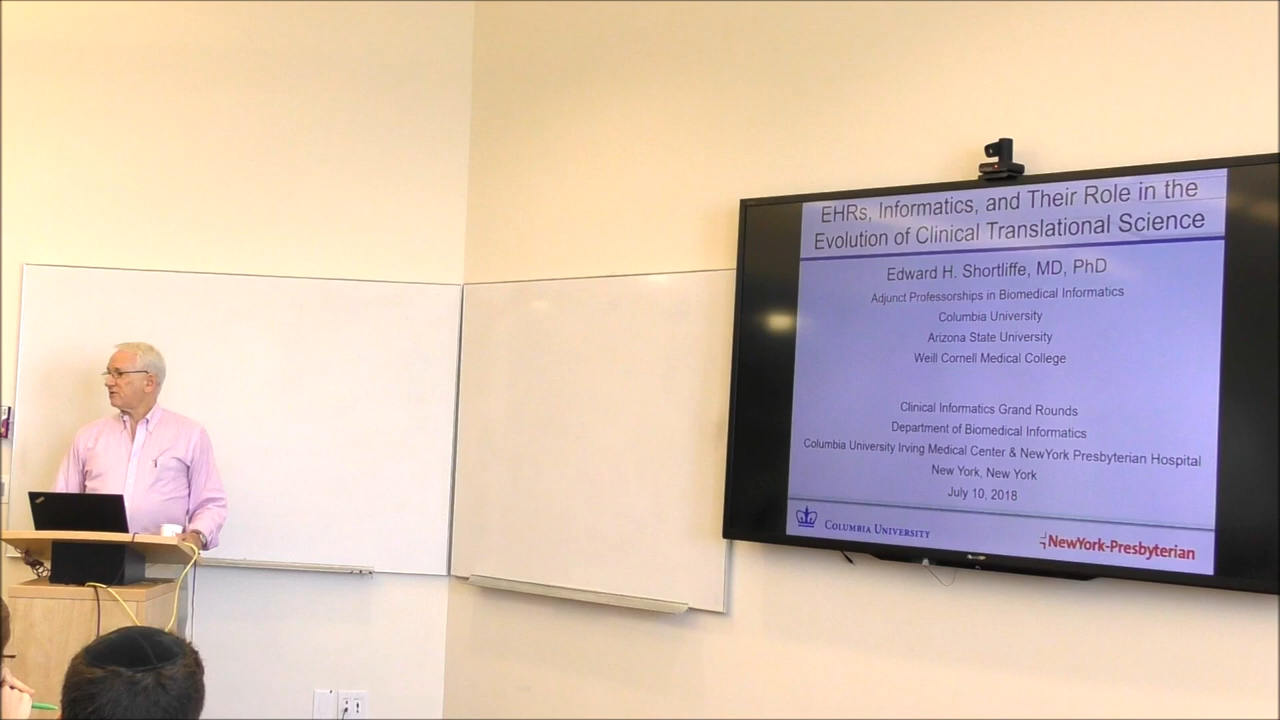 EHRs, Informatics, and Their Role in the
Evolution of Clinical Translational Science
Edward H. Shortliffe, MD, PhD
Adjunct Professorships in Biomedical Informatics
Columbia University
Arizona State University
Weill Cornell Medical College
Clinical Informatics Grand Rounds
Department of Biomedical Informatics
Columbia University Irving Medical Center & NewYork Presbyterian Hospital
New York, New York
July 10, 2018
COLUMBIA UNIVERSITY
NewYork-Presbyterian